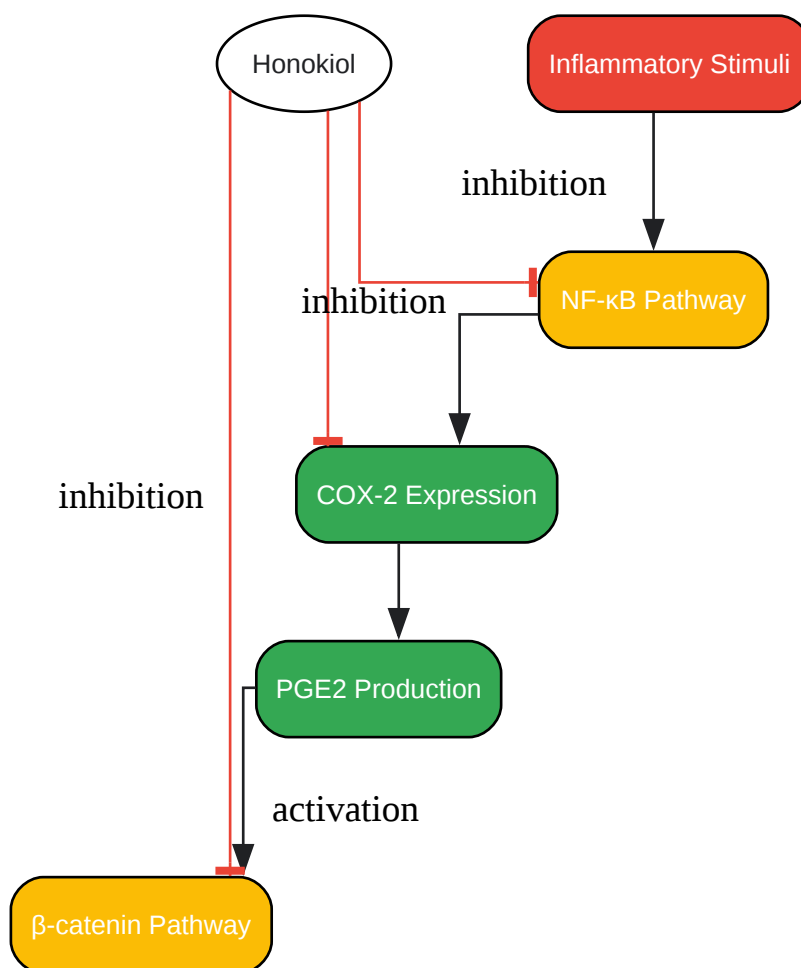 Honokiol
Inflammatory Stimuli
inhibition
NF-κB Pathway
inhibition
COX-2 Expression
inhibition
PGE2 Production
activation
β-catenin Pathway